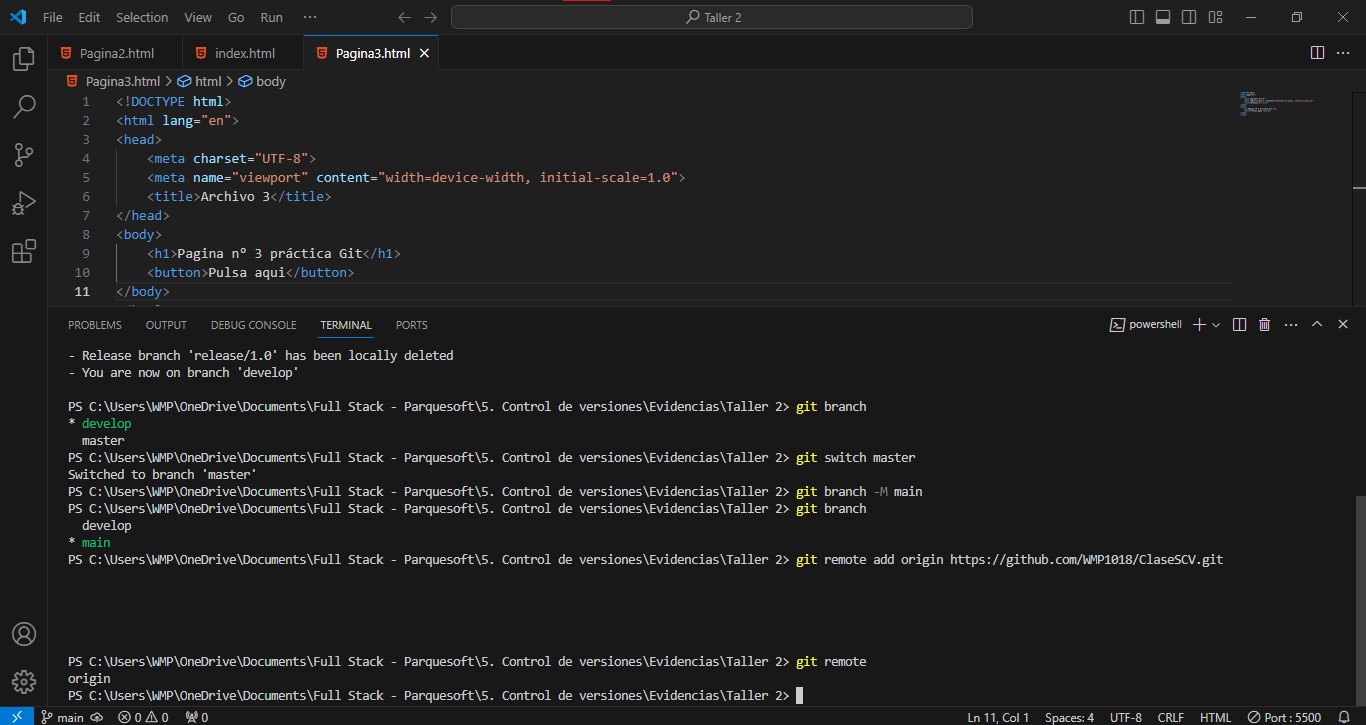 File Edit Selection View Go Run ··· Taller 2
Pagina2.html index.html Pagina3.html
Pagina3.html > html > body
1 <!DOCTYPE html>
2 <html lang="en">
3 <head>
4 <meta charset="UTF-8">
5 <meta name="viewport" content="width=device-width, initial-scale=1.0">
6 <title>Archivo 3</title>
7 </head>
8 <body>
9 <h1>Pagina nº 3 práctica Git</h1>
10 <button>Pulsa aqui</button>
11 </body>
PROBLEMS OUTPUT DEBUG CONSOLE TERMINAL PORTS powershell
- Release branch 'release/1.0' has been locally deleted
- You are now on branch 'develop'
PS C:\Users\WMP\OneDrive\Documents\Full Stack - Parquesoft\5. Control de versiones\Evidencias\Taller 2> git branch
* develop
master
PS C:\Users\WMP\OneDrive\Documents\Full Stack - Parquesoft\5. Control de versiones\Evidencias\Taller 2> git switch master
Switched to branch 'master'
PS C:\Users\WMP\OneDrive\Documents\Full Stack - Parquesoft\5. Control de versiones\Evidencias\Taller 2> git branch -M main
PS C:\Users\WMP\OneDrive\Documents\Full Stack - Parquesoft\5. Control de versiones\Evidencias\Taller 2> git branch
develop
* main
PS C:\Users\WMP\OneDrive\Documents\Full Stack - Parquesoft\5. Control de versiones\Evidencias\Taller 2> git remote add origin https://github.com/WMP1018/ClaseSCV.git
PS C:\Users\WMP\OneDrive\Documents\Full Stack - Parquesoft\5. Control de versiones\Evidencias\Taller 2> git remote
origin
PS C:\Users\WMP\OneDrive\Documents\Full Stack - Parquesoft\5. Control de versiones\Evidencias\Taller 2>
main 0 0 0 Ln 11, Col 1 Spaces: 4 UTF-8 CRLF HTML Port : 5500